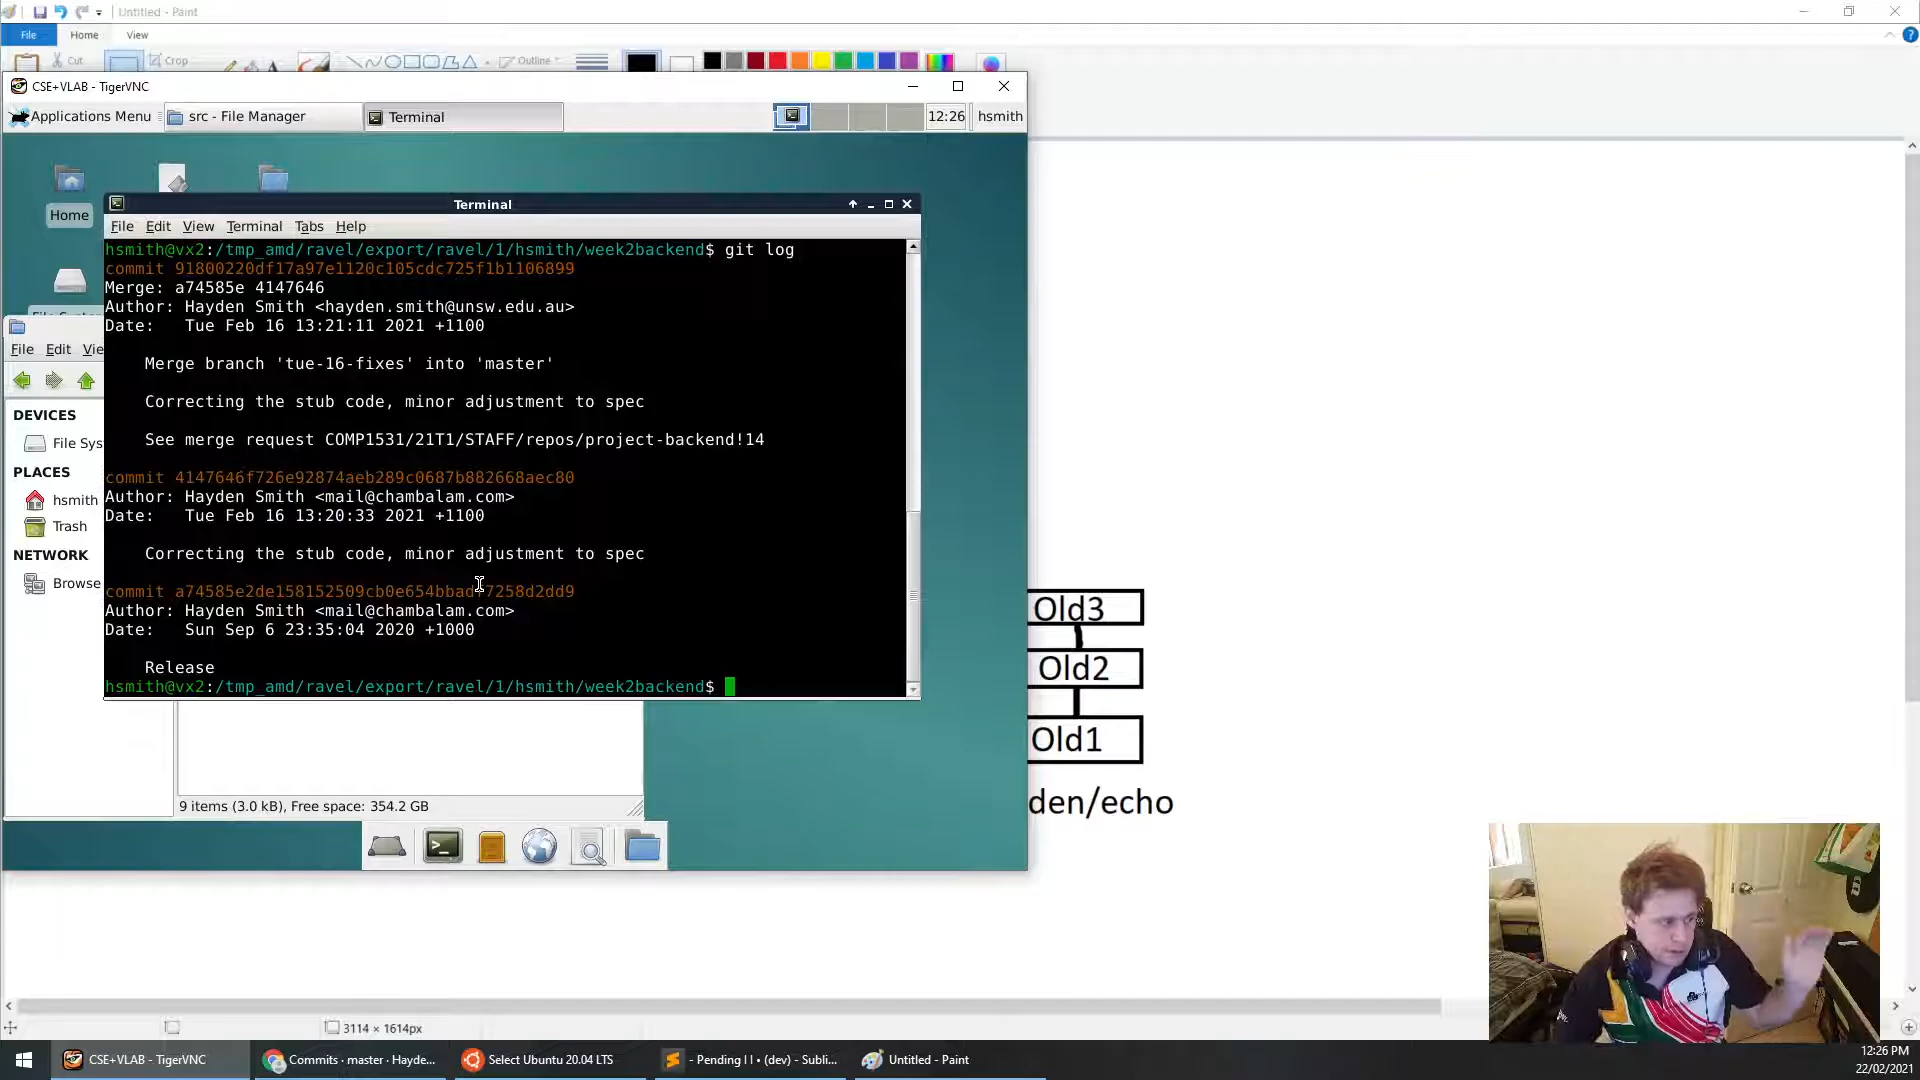 Untitled - Paint
File
Home
View
Cut
Crop
Outline
CSE+VLAB - TigerVNC
Applications Menu
src - File Manager
Terminal
12:26
hsmith
Home
Terminal
File Edit View Terminal Tabs Help
hsmith@vx2:/tmp_amd/ravel/export/ravel/1/hsmith/week2backend$ git log
commit 91800220df17a97e1120c105cdc725f1b1106899
Merge: a74585e 4147646
Author: Hayden Smith <hayden.smith@unsw.edu.au>
Date:   Tue Feb 16 13:21:11 2021 +1100
Merge branch 'tue-16-fixes' into 'master'
Correcting the stub code, minor adjustment to spec
See merge request COMP1531/21T1/STAFF/repos/project-backend!14
commit 4147646f726e92874aeb289c0687b882668aec80
Author: Hayden Smith <mail@chambalam.com>
Date:   Tue Feb 16 13:20:33 2021 +1100
Correcting the stub code, minor adjustment to spec
commit a74585e2de158152509cb0e654bbadf7258d2dd9
Author: Hayden Smith <mail@chambalam.com>
Date:   Sun Sep 6 23:35:04 2020 +1000
Release
hsmith@vx2:/tmp_amd/ravel/export/ravel/1/hsmith/week2backend$
File Edit Vie
DEVICES
File Sys
PLACES
hsmith
Trash
NETWORK
Browse
9 items (3.0 kB), Free space: 354.2 GB
Old3
Old2
Old1
den/echo
3114 × 1614px
CSE+VLAB - TigerVNC
Commits · master · Hayde...
Select Ubuntu 20.04 LTS
- Pending I I • (dev) - Subli...
Untitled - Paint
12:26 PM
22/02/2021